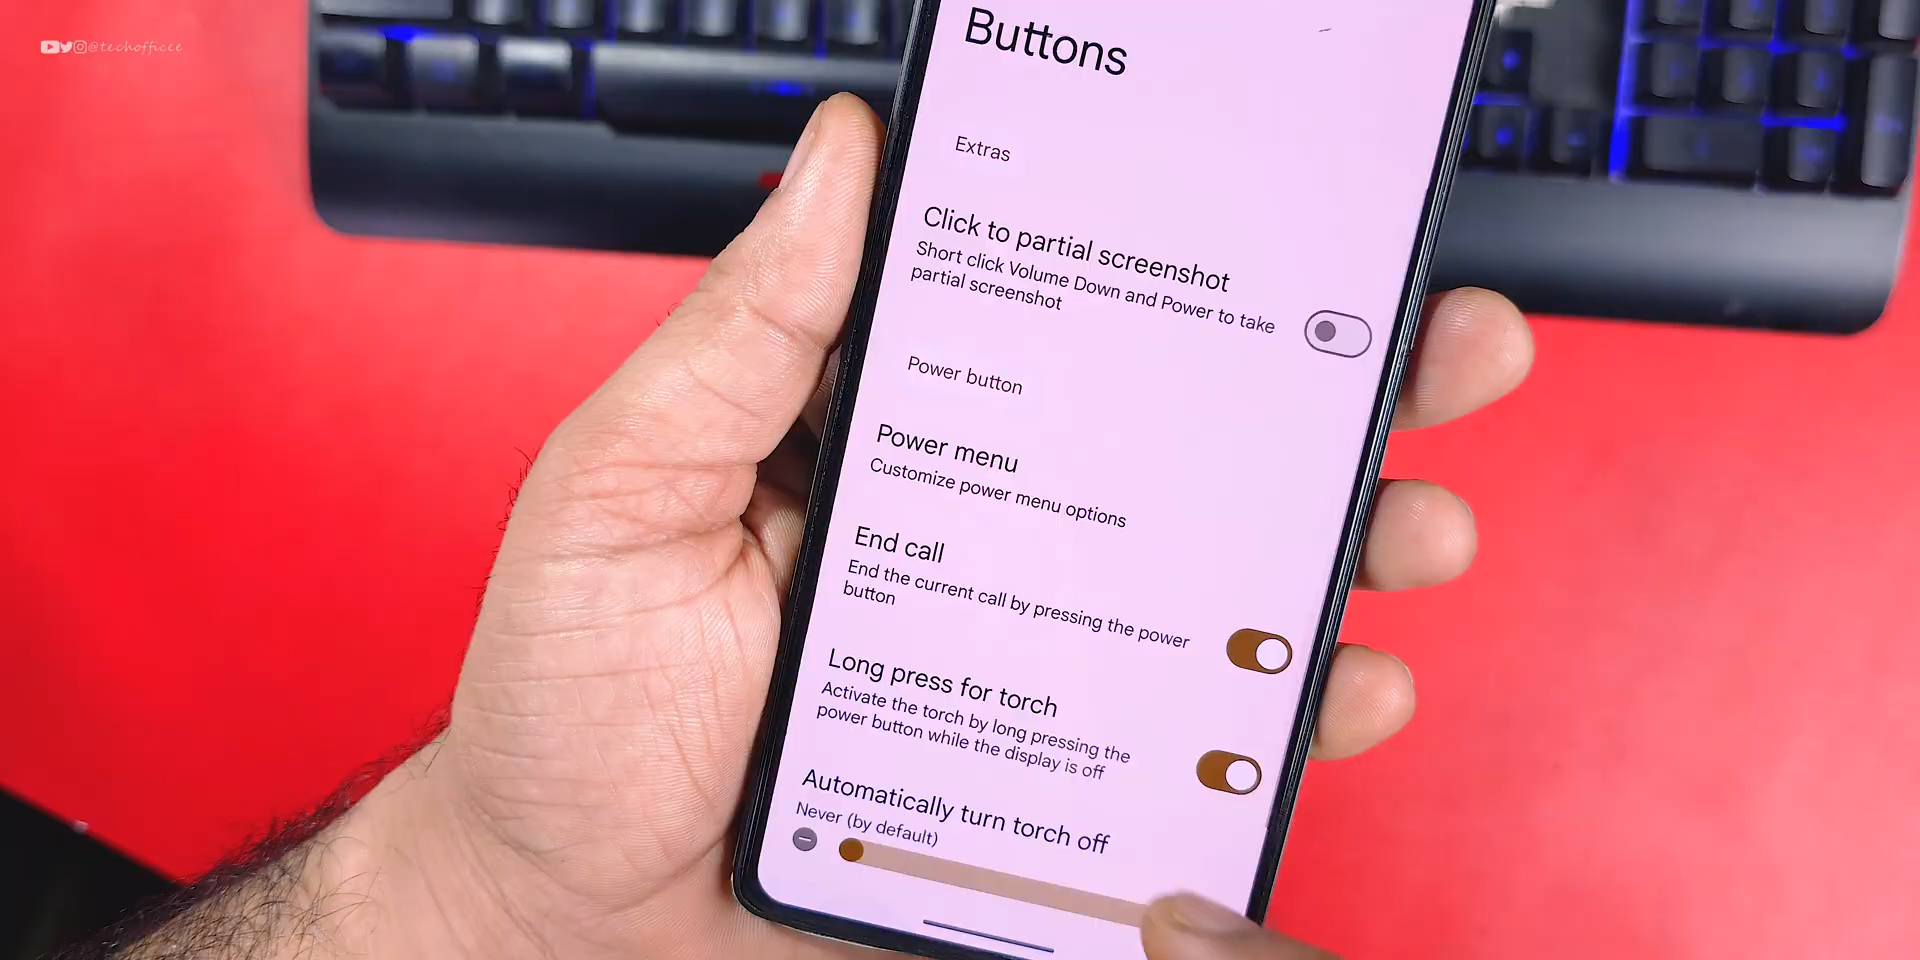 @techofficce
Buttons
Extras
Click to partial screenshot
Short click Volume Down and Power to take
partial screenshot
Power button
Power menu
Customize power menu options
End call
End the current call by pressing the power
button
Long press for torch
Activate the torch by long pressing the
power button while the display is off
Automatically turn torch off
Never (by default)